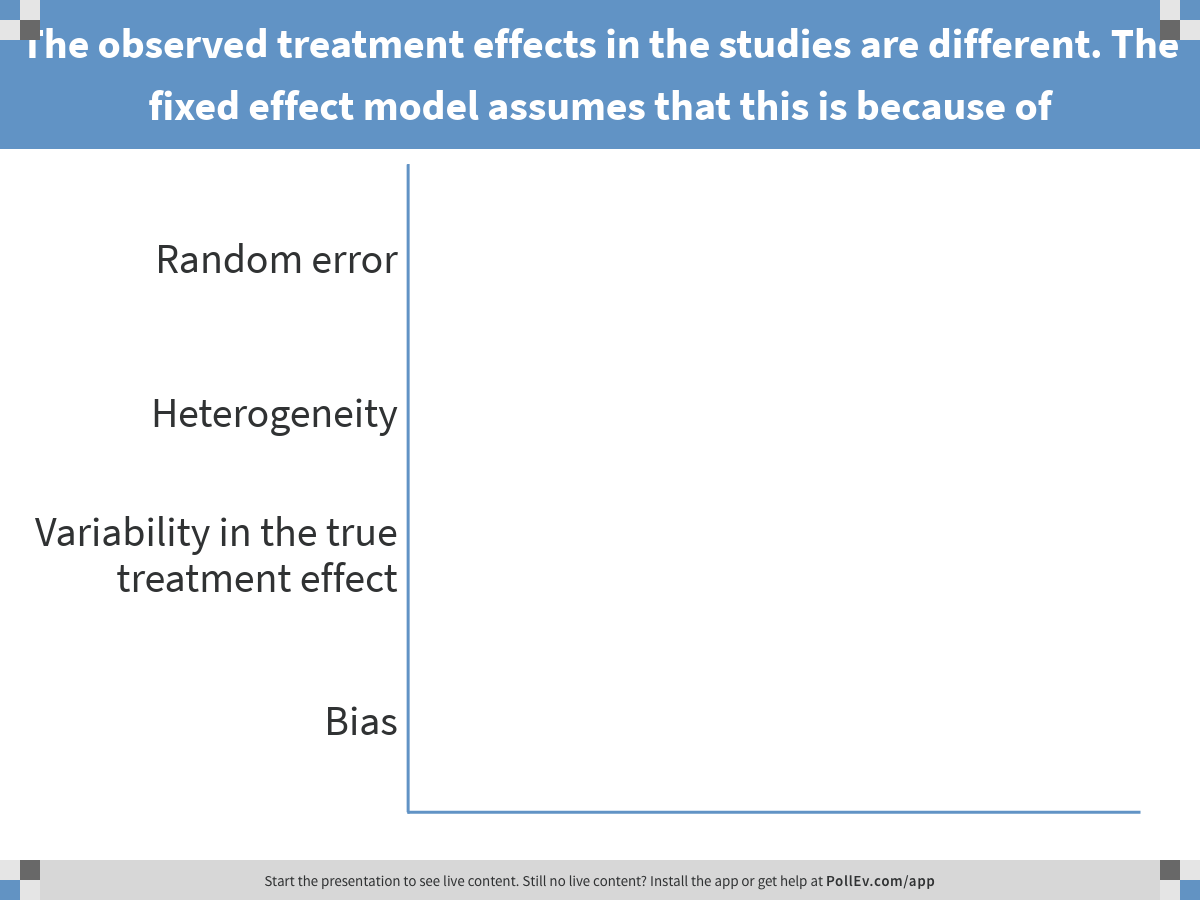 The observed treatment effects in the studies are different. The
fixed effect model assumes that this is because of
Random error
Heterogeneity
Variability in the true
treatment effect
Bias
Start the presentation to see live content. Still no live content? Install the app or get help at PollEv.com/app